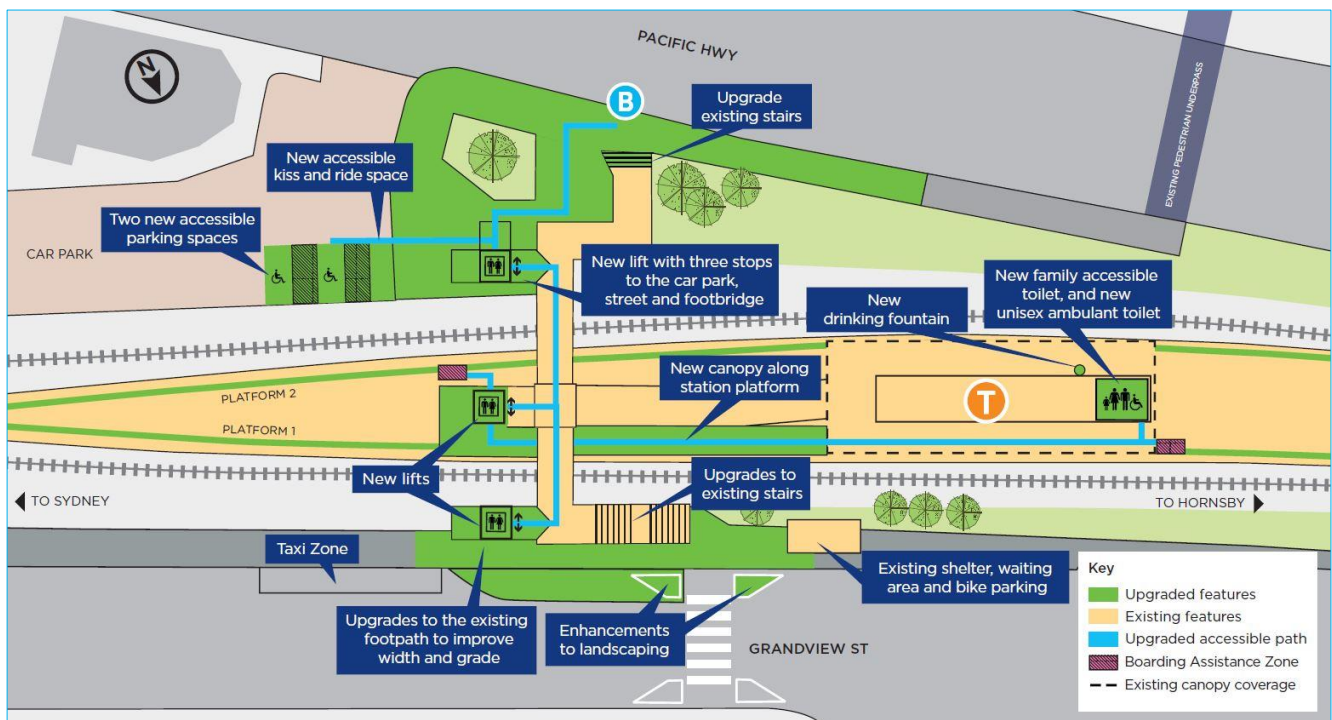 PACIFIC HWY
N
B
Upgrade
existing stairs
EXISTING PEDESTRIAN UNDERPASS
New accessible
kiss and ride space
Two new accessible
parking spaces
CAR PARK
New lift with three stops
to the car park,
street and footbridge
New family accessible
toilet, and new
unisex ambulant toilet
New
drinking fountain
New canopy along
station platform
PLATFORM 2
T
PLATFORM 1
New lifts
Upgrades to
existing stairs
TO SYDNEY
TO HORNSBY
Taxi Zone
Existing shelter, waiting
area and bike parking
Upgrades to the existing
footpath to improve
width and grade
Enhancements
to landscaping
GRANDVIEW ST
Key
Upgraded features
Existing features
Upgraded accessible path
Boarding Assistance Zone
Existing canopy coverage